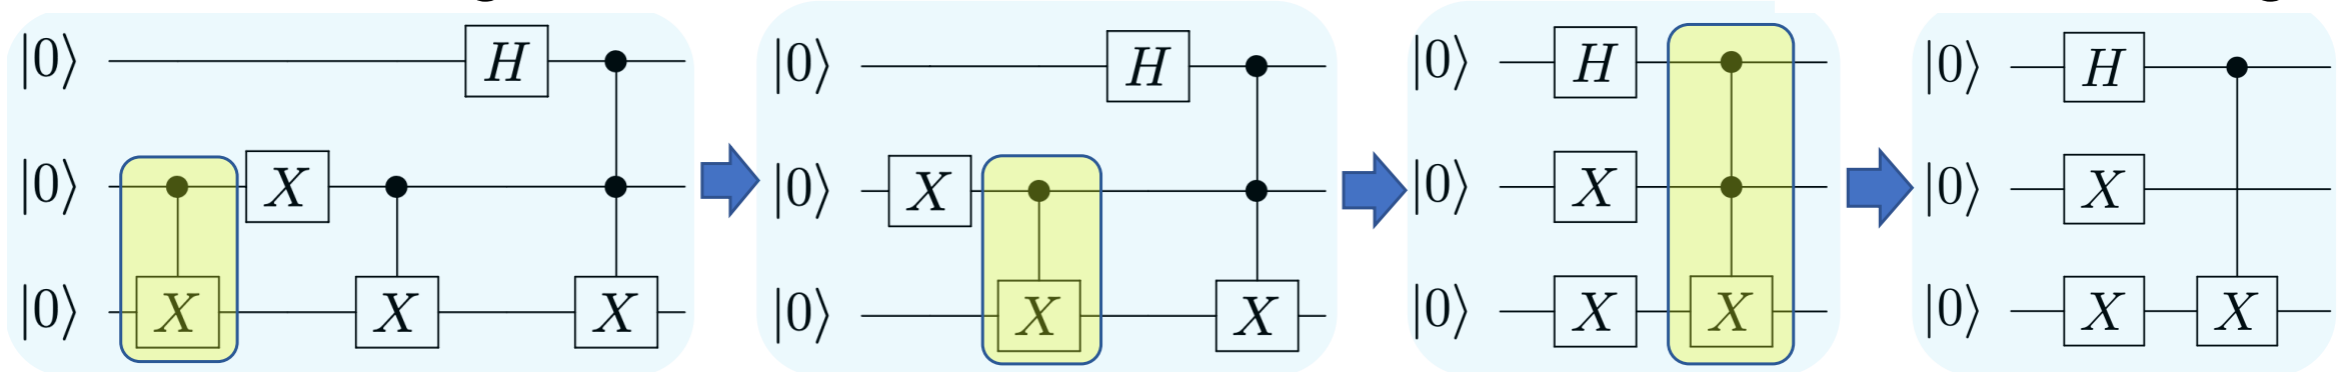 |0⟩ H |0⟩ H |0⟩ H |0⟩ H
|0⟩ X |0⟩ X |0⟩ X |0⟩ X
|0⟩ X X X |0⟩ X X |0⟩ X X |0⟩ X X